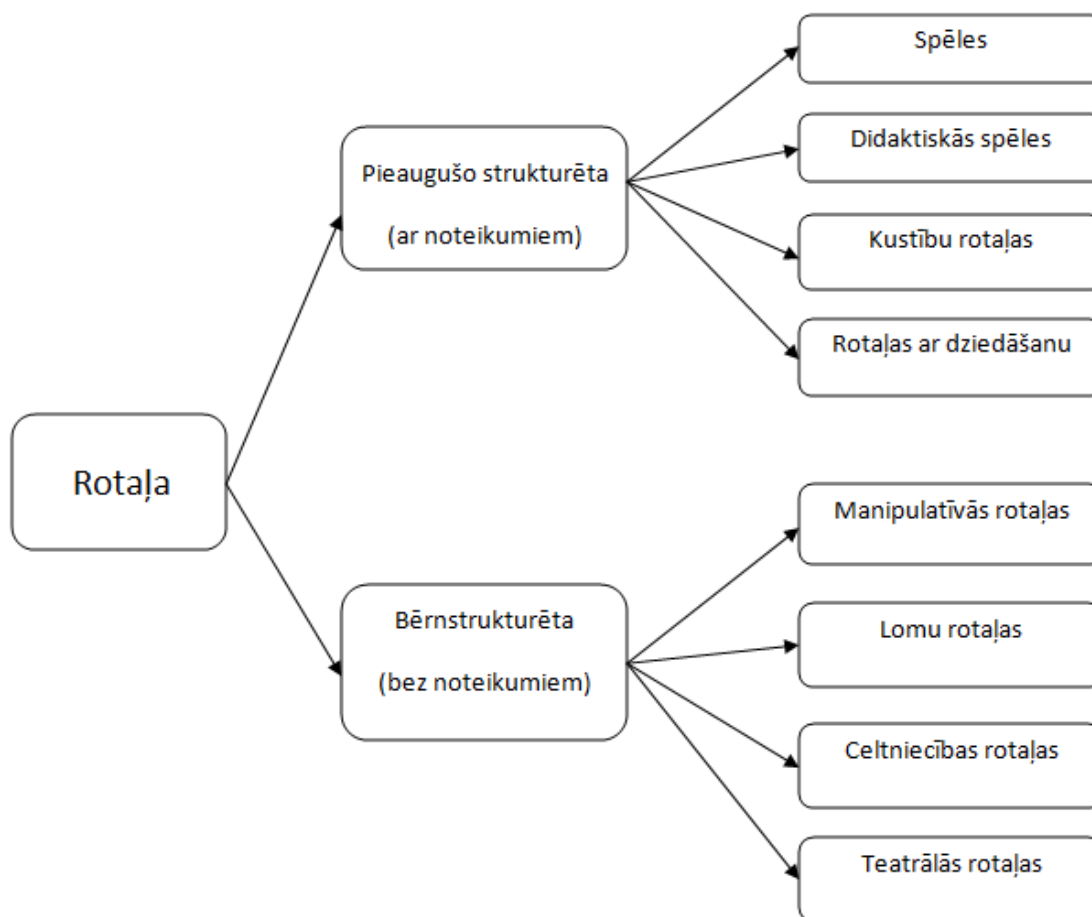 Rotaļa
Pieaugušo strukturēta
(ar noteikumiem)
Spēles
Didaktiskās spēles
Kustību rotaļas
Rotaļas ar dziedāšanu
Bērnstrukturēta
(bez noteikumiem)
Manipulatīvās rotaļas
Lomu rotaļas
Celtniecības rotaļas
Teatrālās rotaļas